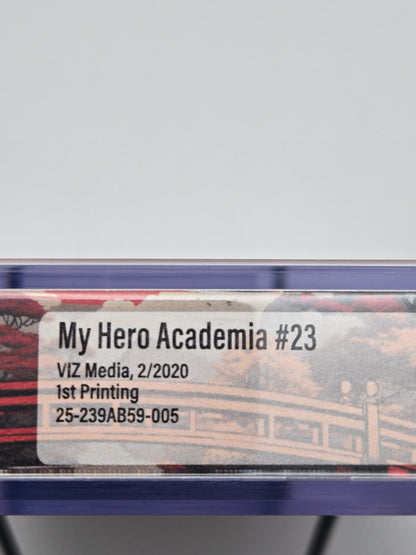 My Hero Academia #23
VIZ Media, 2/2020
1st Printing
25-239AB59-005